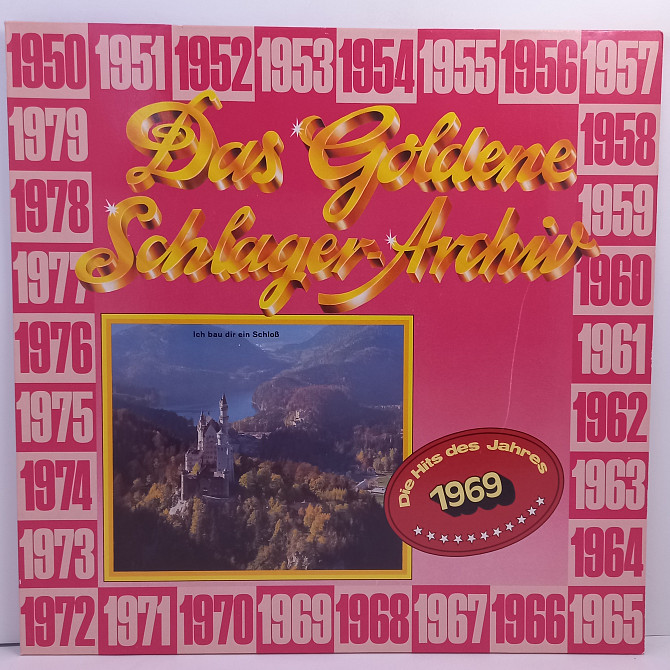 1950 1951 1952 1953 1954 1955 1956 1957
1979 1958
1978 1959
1977 1960
1976 1961
1975 1962
1974 1963
1973 1964
1972 1971 1970 1969 1968 1967 1966 1965
Das Goldene
Schlager-Archiv
Ich bau dir ein Schloß
Die Hits des Jahres
1969